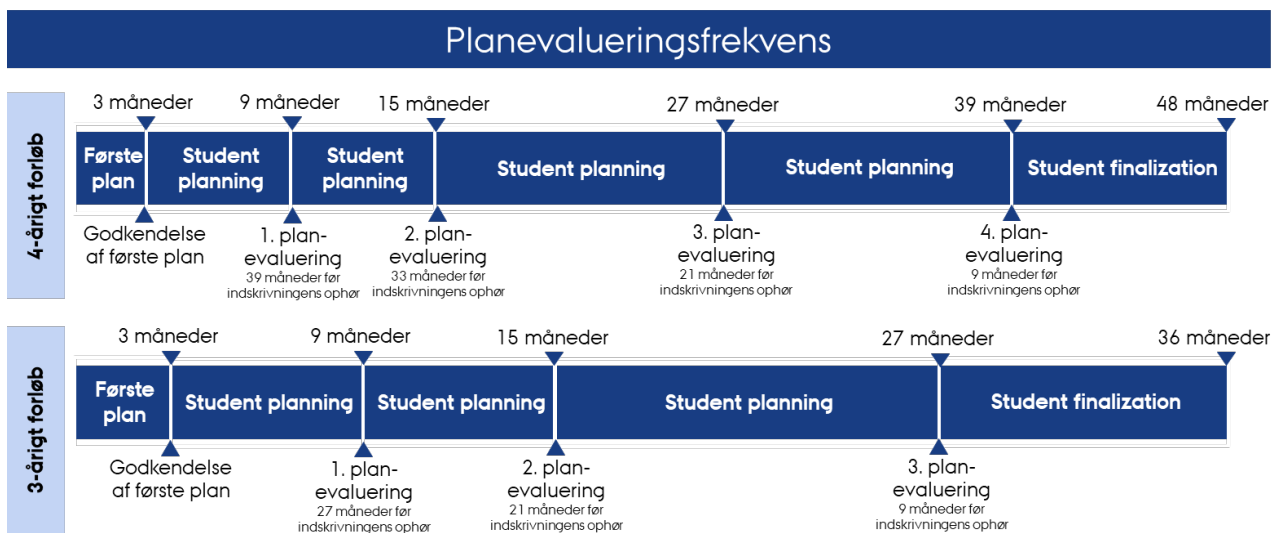 Planevalueringsfrekvens
4-årigt forløb
3 måneder
9 måneder
15 måneder
27 måneder
39 måneder
48 måneder
Første
plan
Student
planning
Student
planning
Student planning
Student planning
Student finalization
Godkendelse
af første plan
1. plan-
evaluering
39 måneder før
indskrivningens ophør
2. plan-
evaluering
33 måneder før
indskrivningens ophør
3. plan-
evaluering
21 måneder før
indskrivningens ophør
4. plan-
evaluering
9 måneder før
indskrivningens ophør
3-årigt forløb
3 måneder
9 måneder
15 måneder
27 måneder
36 måneder
Første
plan
Student planning
Student planning
Student planning
Student finalization
Godkendelse
af første plan
1. plan-
evaluering
27 måneder før
indskrivningens ophør
2. plan-
evaluering
21 måneder før
indskrivningens ophør
3. plan-
evaluering
9 måneder før
indskrivningens ophør